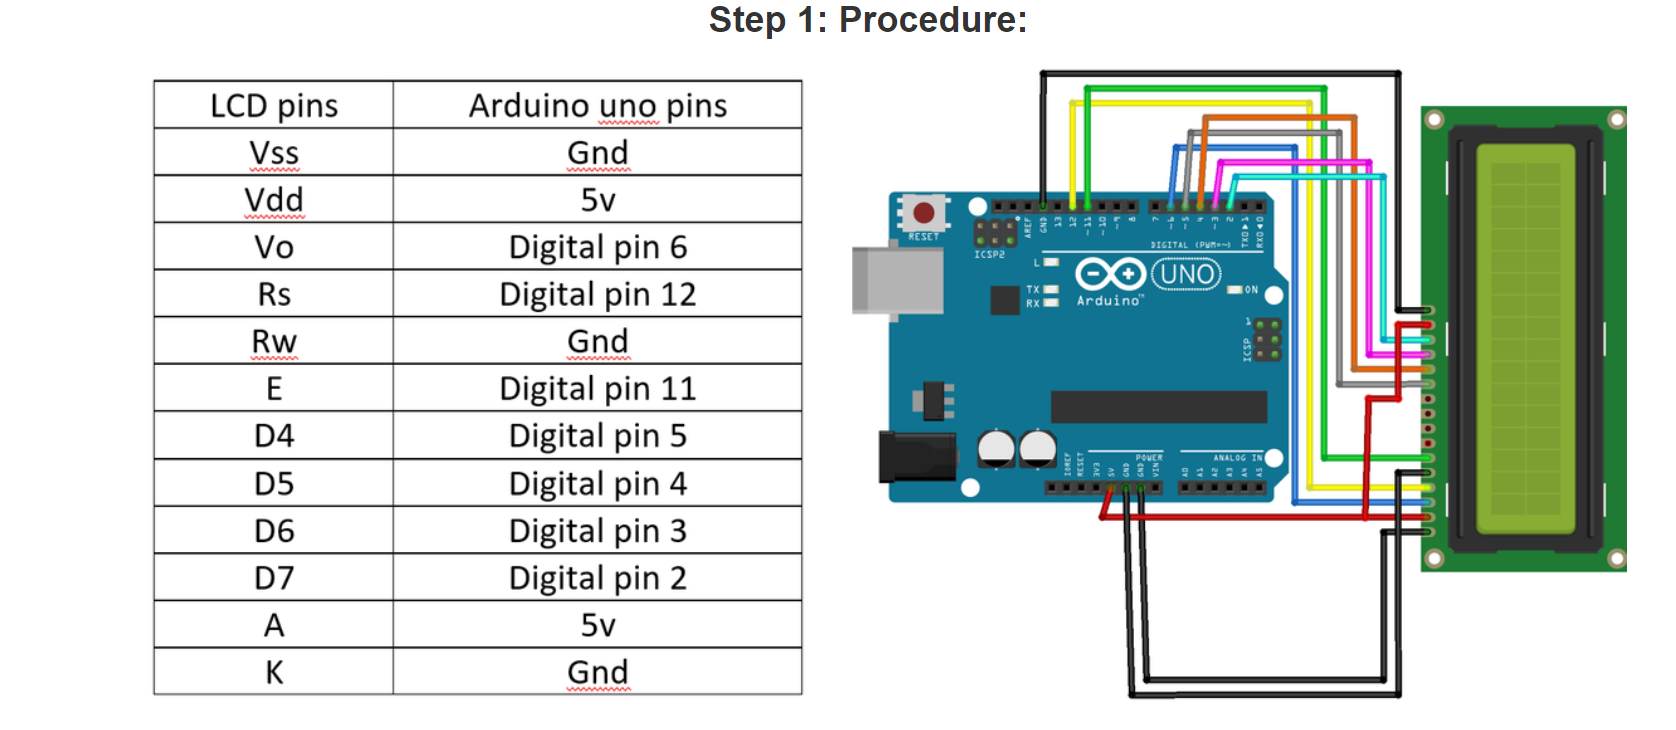 Step 1: Procedure:
LCD pins Arduino uno pins
Vss Gnd
Vdd 5v
Vo Digital pin 6
Rs Digital pin 12
Rw Gnd
E Digital pin 11
D4 Digital pin 5
D5 Digital pin 4
D6 Digital pin 3
D7 Digital pin 2
A 5v
K Gnd
RESET
ICSP2
AREF
GND
13
12
~11
~10
~9
8
7
~6
~5
4
~3
2
TXD▶1
RXD◀0
DIGITAL (PWM=~)
L
TX
RX
Arduino™
UNO
ON
1
ICSP
IOREF
RESET
3V3
5V
GND
GND
VIN
POWER
ANALOG IN
A0
A1
A2
A3
A4
A5